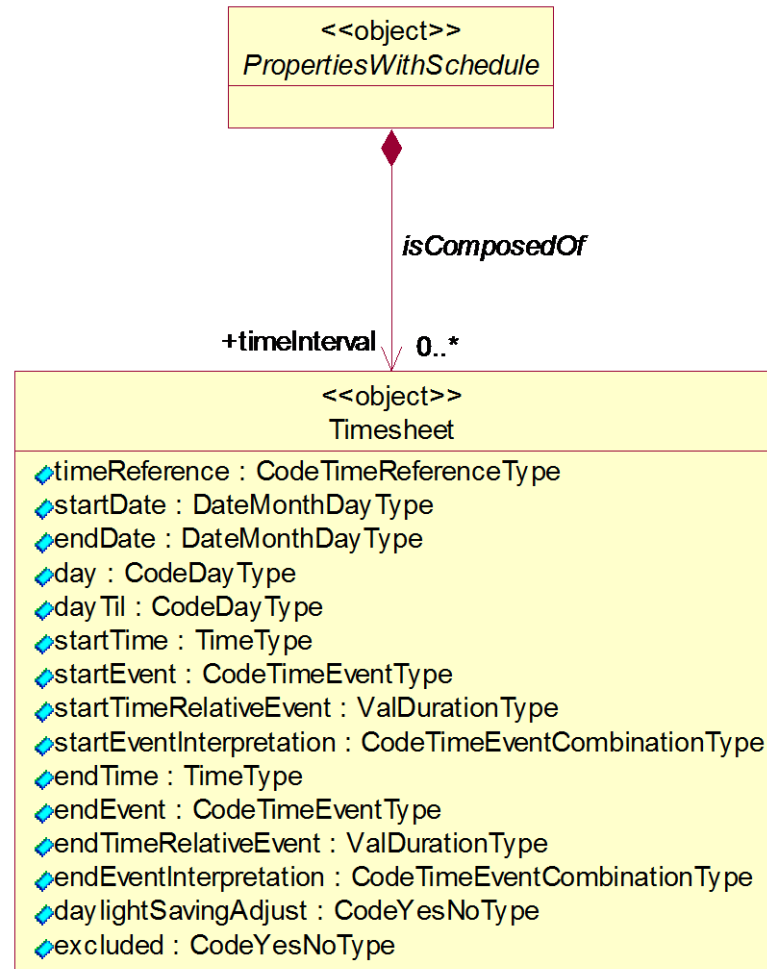 <<object>>
PropertiesWithSchedule
isComposedOf
+timeInterval 0..*
<<object>>
Timesheet
timeReference : CodeTimeReferenceType
startDate : DateMonthDayType
endDate : DateMonthDayType
day : CodeDayType
dayTil : CodeDayType
startTime : TimeType
startEvent : CodeTimeEventType
startTimeRelativeEvent : ValDurationType
startEventInterpretation : CodeTimeEventCombinationType
endTime : TimeType
endEvent : CodeTimeEventType
endTimeRelativeEvent : ValDurationType
endEventInterpretation : CodeTimeEventCombinationType
daylightSavingAdjust : CodeYesNoType
excluded : CodeYesNoType